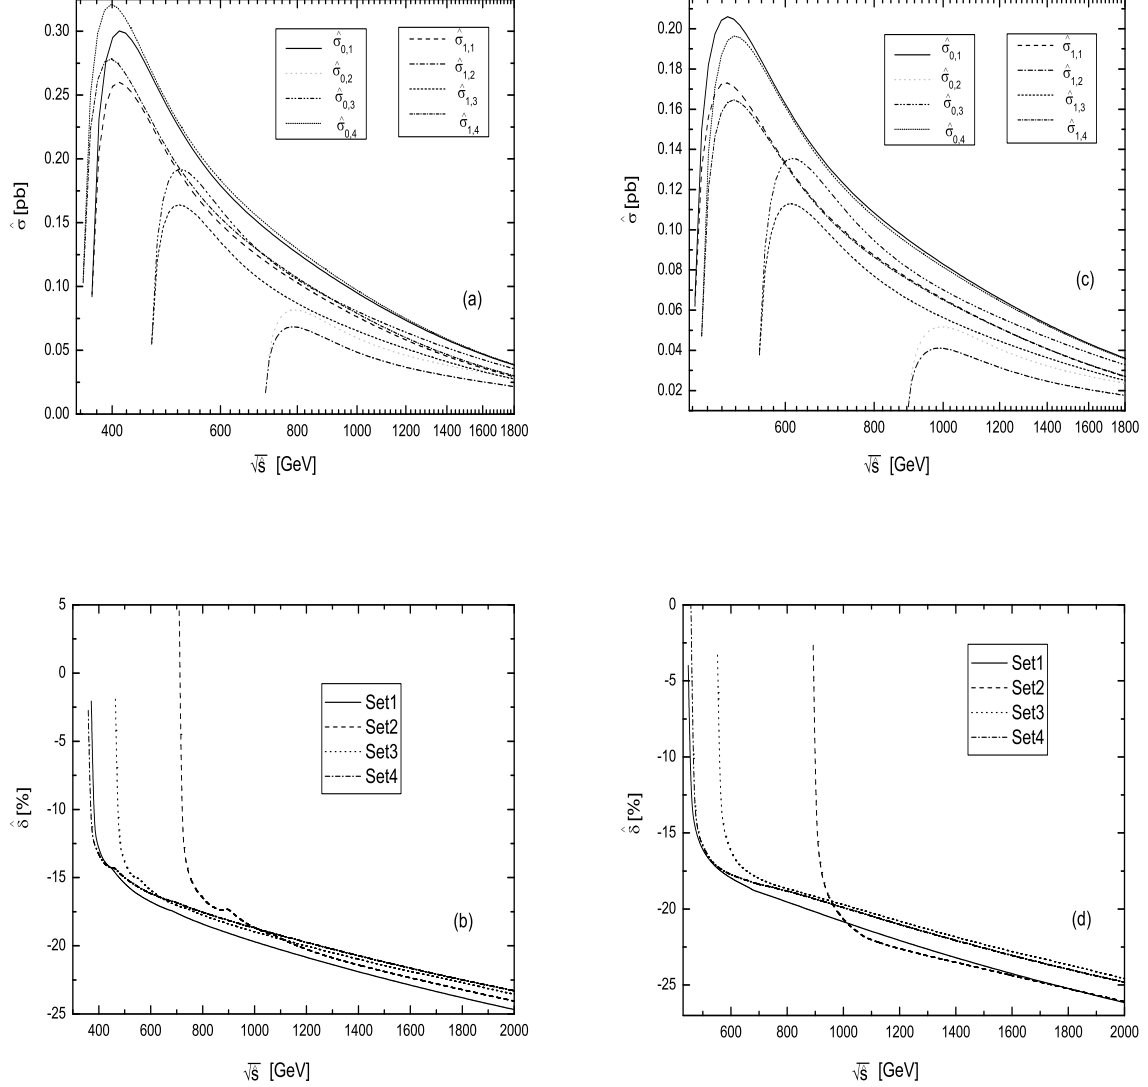 0.30
0.25
0.20
0.15
0.10
0.05
0.00
σ̂ [pb]
σ̂0,1
σ̂0,2
σ̂0,3
σ̂0,4
σ̂1,1
σ̂1,2
σ̂1,3
σ̂1,4
(a)
400 600 800 1000 1200 1400 1600 1800
√ŝ [GeV]
0.20
0.18
0.16
0.14
0.12
0.10
0.08
0.06
0.04
0.02
σ̂ [pb]
σ̂0,1
σ̂0,2
σ̂0,3
σ̂0,4
σ̂1,1
σ̂1,2
σ̂1,3
σ̂1,4
(c)
600 800 1000 1200 1400 1600 1800
√ŝ [GeV]
5
0
-5
-10
-15
-20
-25
δ̂ [%]
Set1
Set2
Set3
Set4
(b)
400 600 800 1000 1200 1400 1600 1800 2000
√ŝ [GeV]
0
-5
-10
-15
-20
-25
δ̂ [%]
Set1
Set2
Set3
Set4
(d)
600 800 1000 1200 1400 1600 1800 2000
√ŝ [GeV]